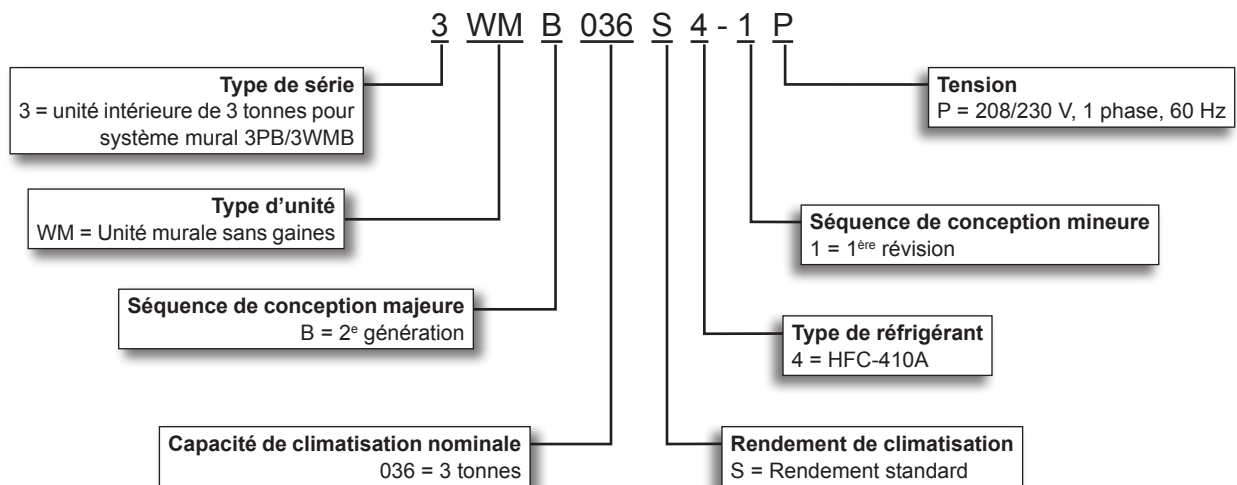 3 WM B 036 S 4 - 1 P
Type de série
3 = unité intérieure de 3 tonnes pour
système mural 3PB/3WMB
Tension
P = 208/230 V, 1 phase, 60 Hz
Type d’unité
WM = Unité murale sans gaines
Séquence de conception mineure
1 = 1ère révision
Séquence de conception majeure
B = 2e génération
Type de réfrigérant
4 = HFC-410A
Capacité de climatisation nominale
036 = 3 tonnes
Rendement de climatisation
S = Rendement standard